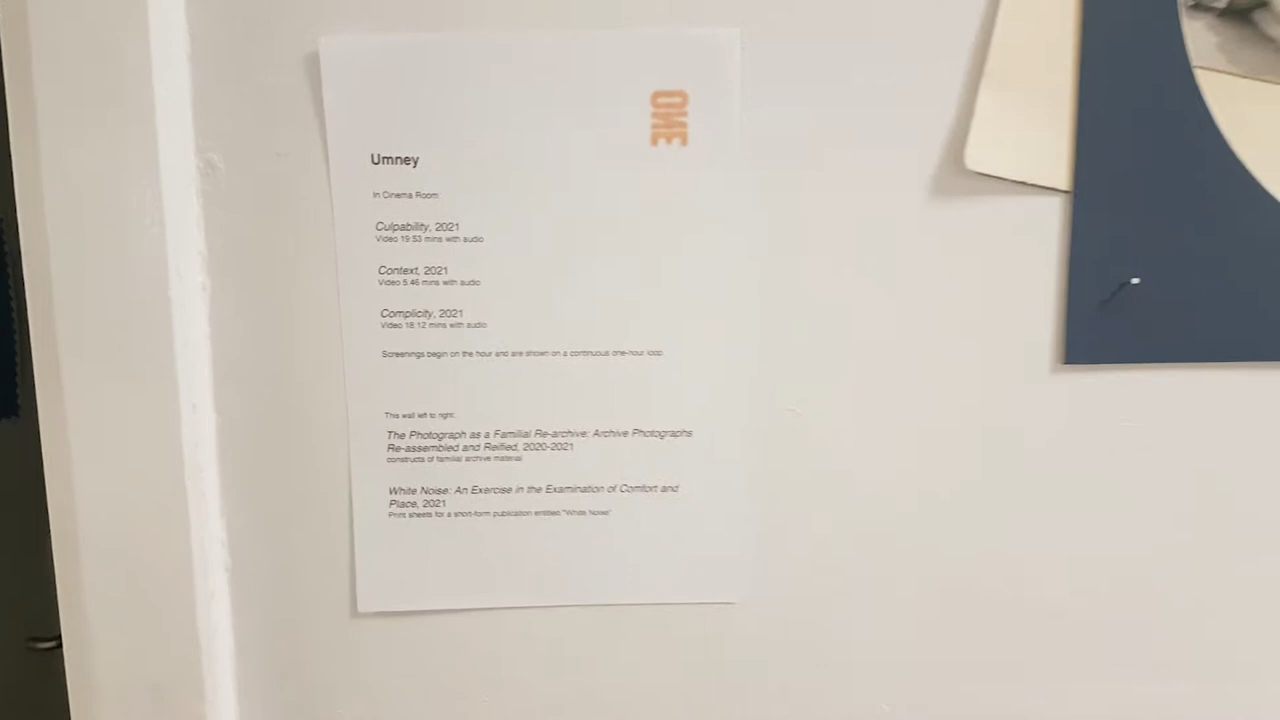 ONE
Umney
In Cinema Room:
Culpability, 2021
Video 19:53 mins with audio
Context, 2021
Video 5:46 mins with audio
Complicity, 2021
Video 18:12 mins with audio
Screenings begin on the hour and are shown on a continuous one-hour loop.
This wall left to right:
The Photograph as a Familial Re-archive: Archive Photographs
Re-assembled and Reified, 2020-2021
constructs of familial archive material
White Noise: An Exercise in the Examination of Comfort and
Place, 2021
Print sheets for a short-form publication entitled "White Noise"